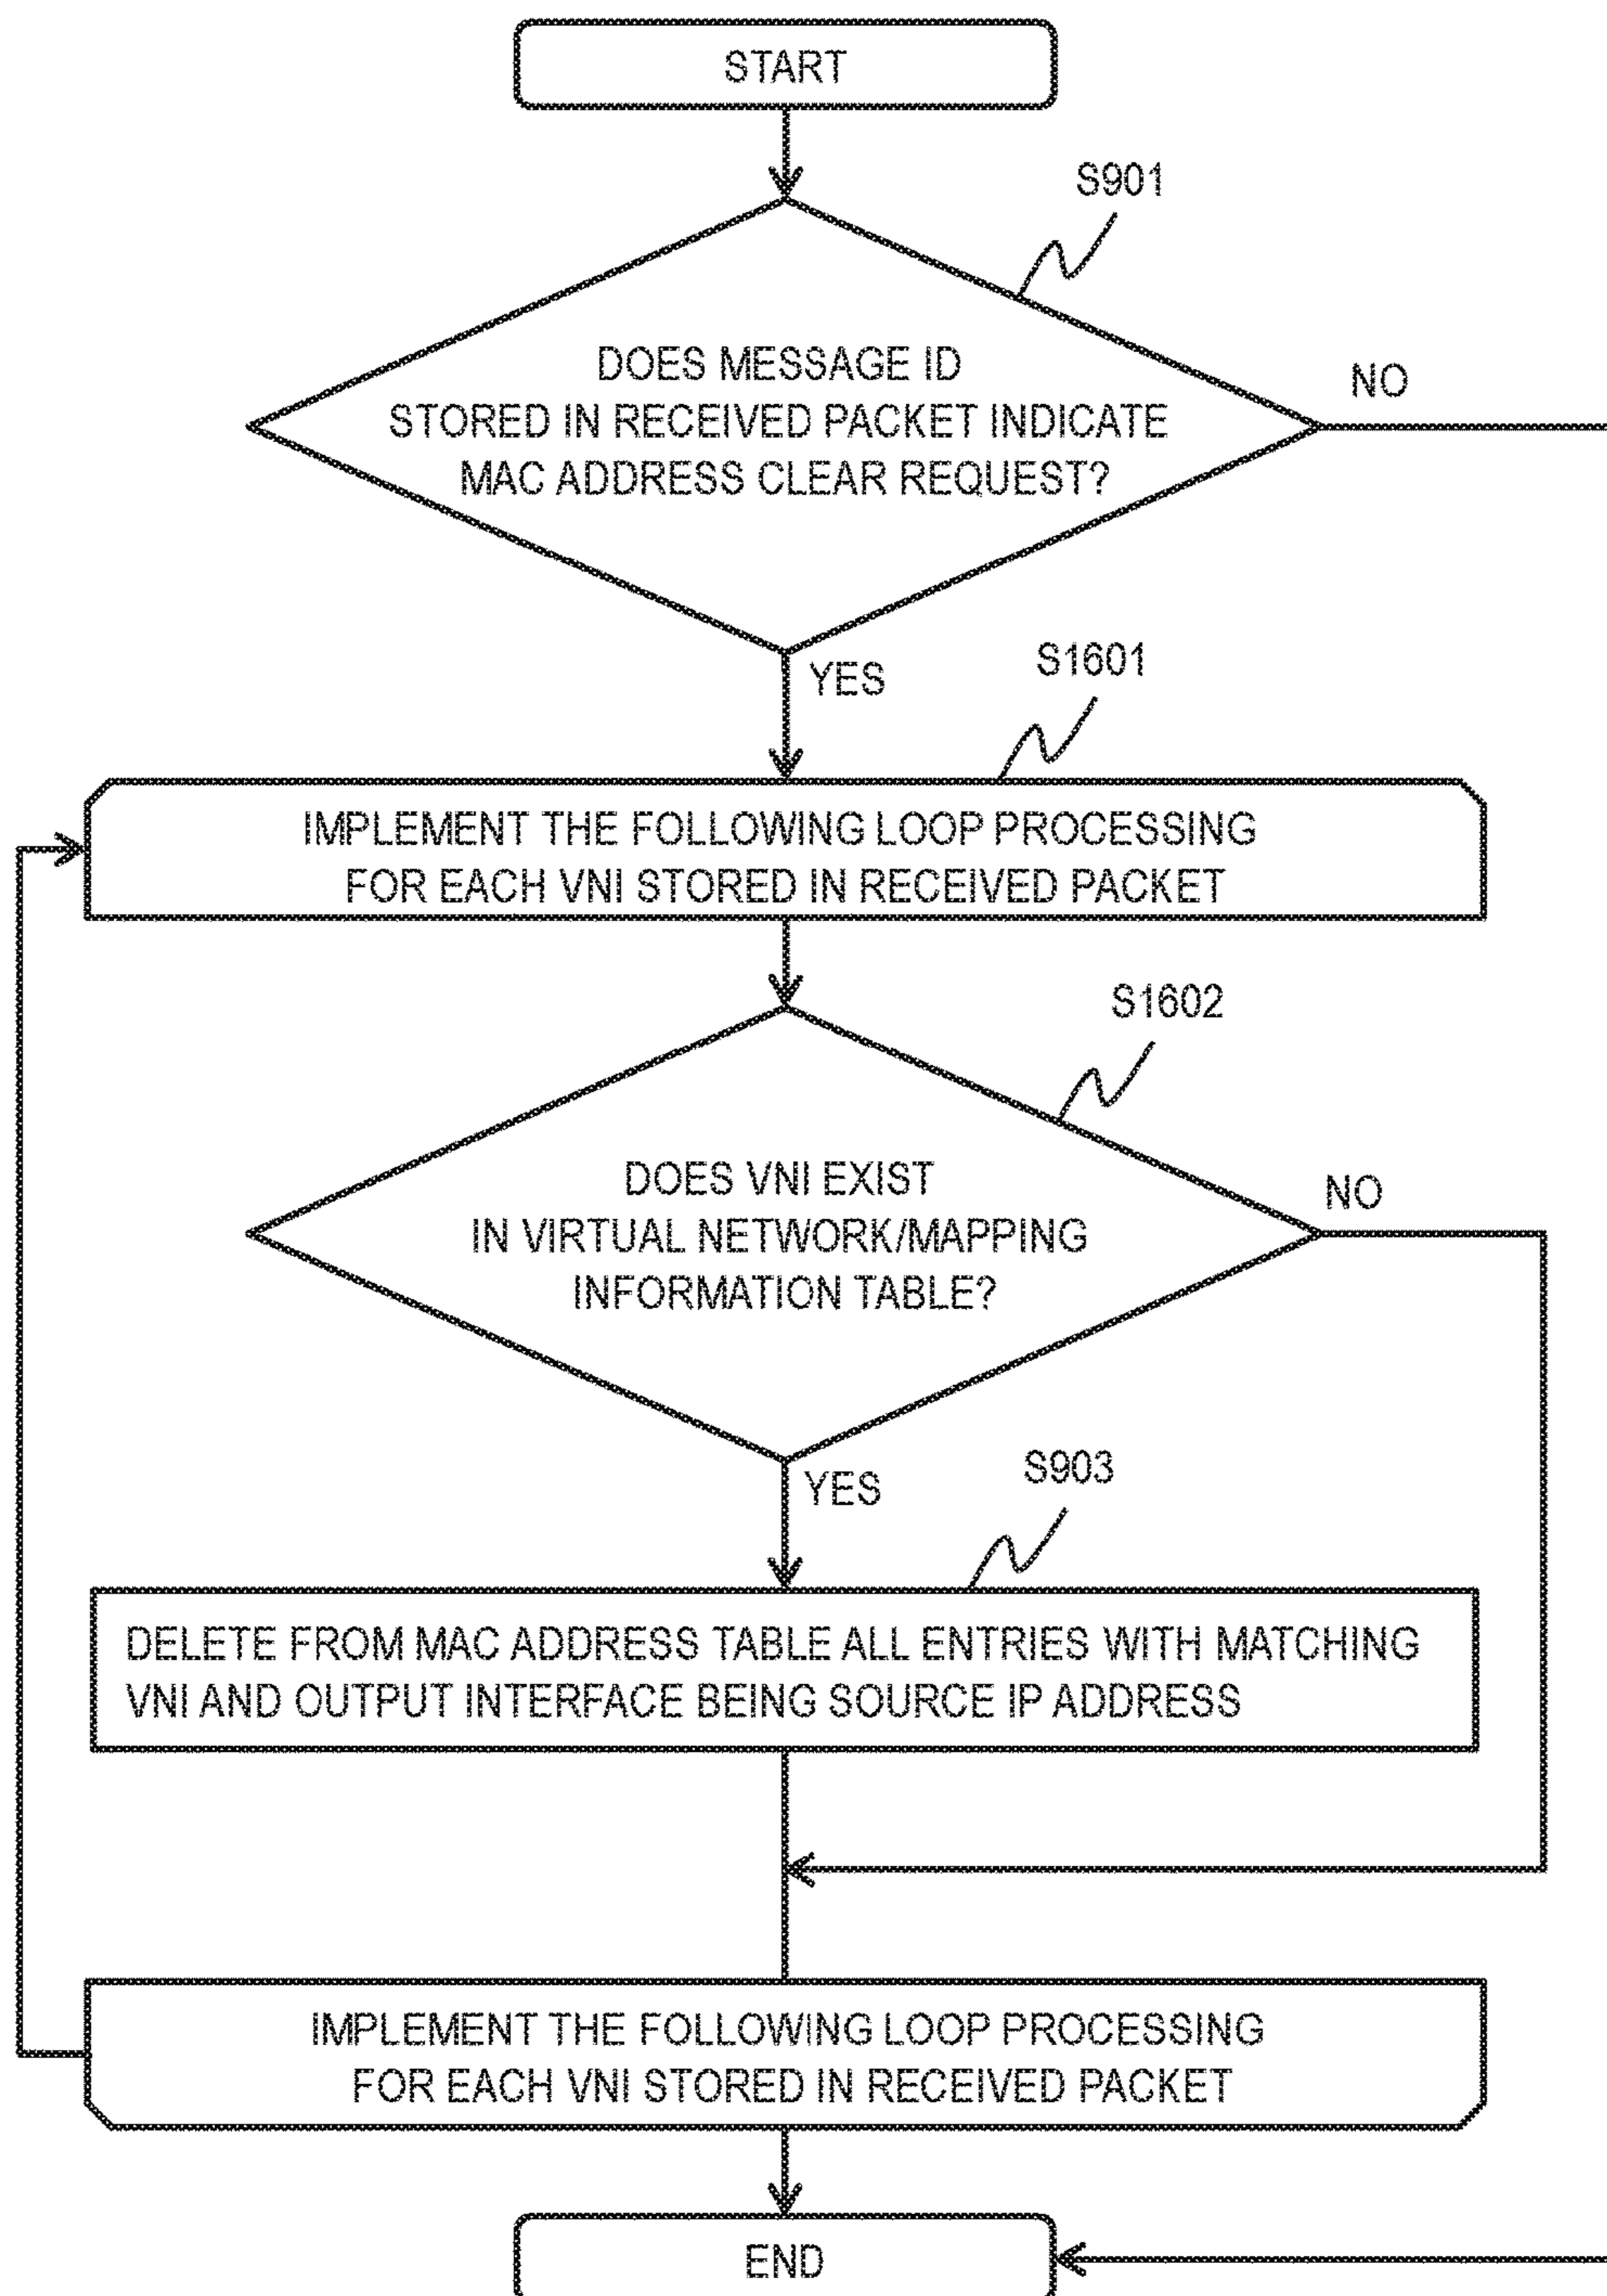 START
S901
DOES MESSAGE ID
STORED IN RECEIVED PACKET INDICATE
MAC ADDRESS CLEAR REQUEST?
NO
YES
S1601
IMPLEMENT THE FOLLOWING LOOP PROCESSING
FOR EACH VNI STORED IN RECEIVED PACKET
S1602
DOES VNI EXIST
IN VIRTUAL NETWORK/MAPPING
INFORMATION TABLE?
NO
YES
S903
DELETE FROM MAC ADDRESS TABLE ALL ENTRIES WITH MATCHING
VNI AND OUTPUT INTERFACE BEING SOURCE IP ADDRESS
IMPLEMENT THE FOLLOWING LOOP PROCESSING
FOR EACH VNI STORED IN RECEIVED PACKET
END